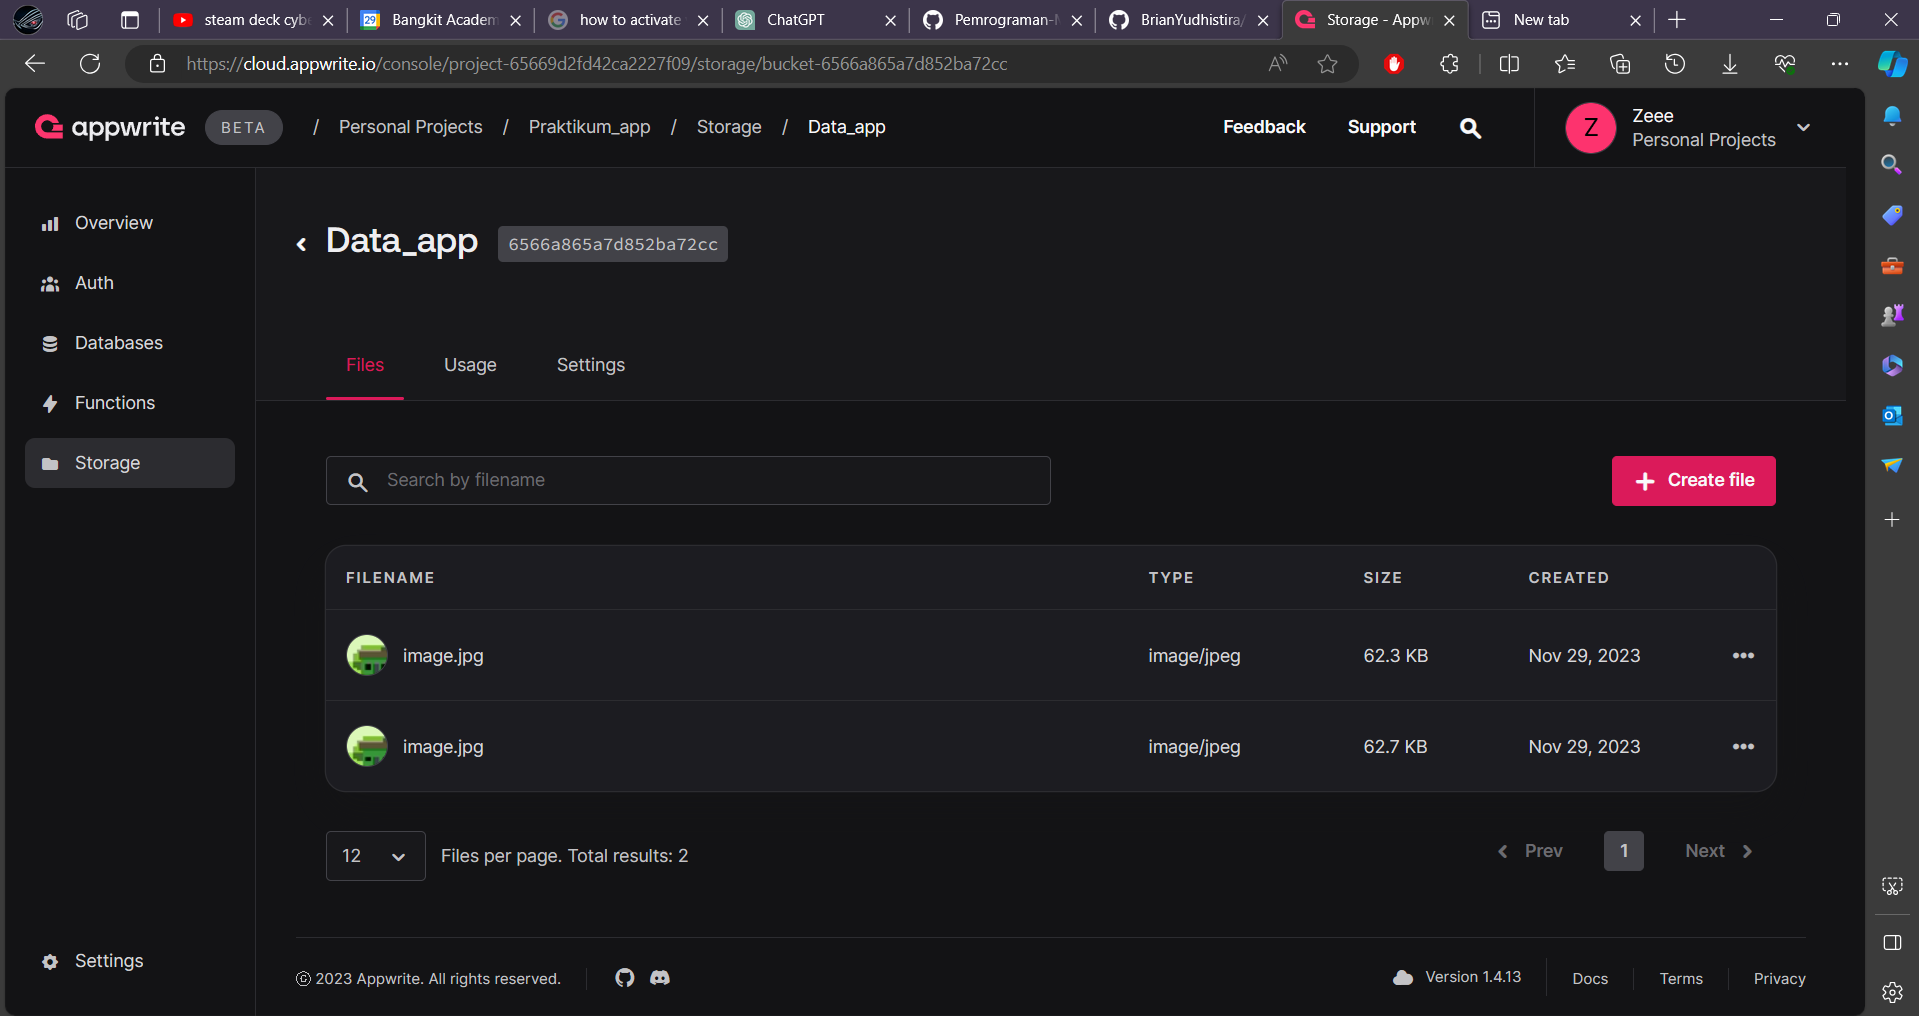 steam deck cybe
29
Bangkit Academ
how to activate
ChatGPT
Pemrograman-M
BrianYudhistira/
Storage - Appw
New tab
https://cloud.appwrite.io/console/project-65669d2fd42ca2227f09/storage/bucket-6566a865a7d852ba72cc
appwrite
BETA
/ Personal Projects / Praktikum_app / Storage / Data_app
Feedback
Support
Z
Zeee
Personal Projects
Overview
Auth
Databases
Functions
Storage
Settings
Data_app
6566a865a7d852ba72cc
Files
Usage
Settings
Search by filename
Create file
FILENAME TYPE SIZE CREATED
image.jpg image/jpeg 62.3 KB Nov 29, 2023
image.jpg image/jpeg 62.7 KB Nov 29, 2023
12
Files per page. Total results: 2
Prev
1
Next
© 2023 Appwrite. All rights reserved.
Version 1.4.13
Docs
Terms
Privacy